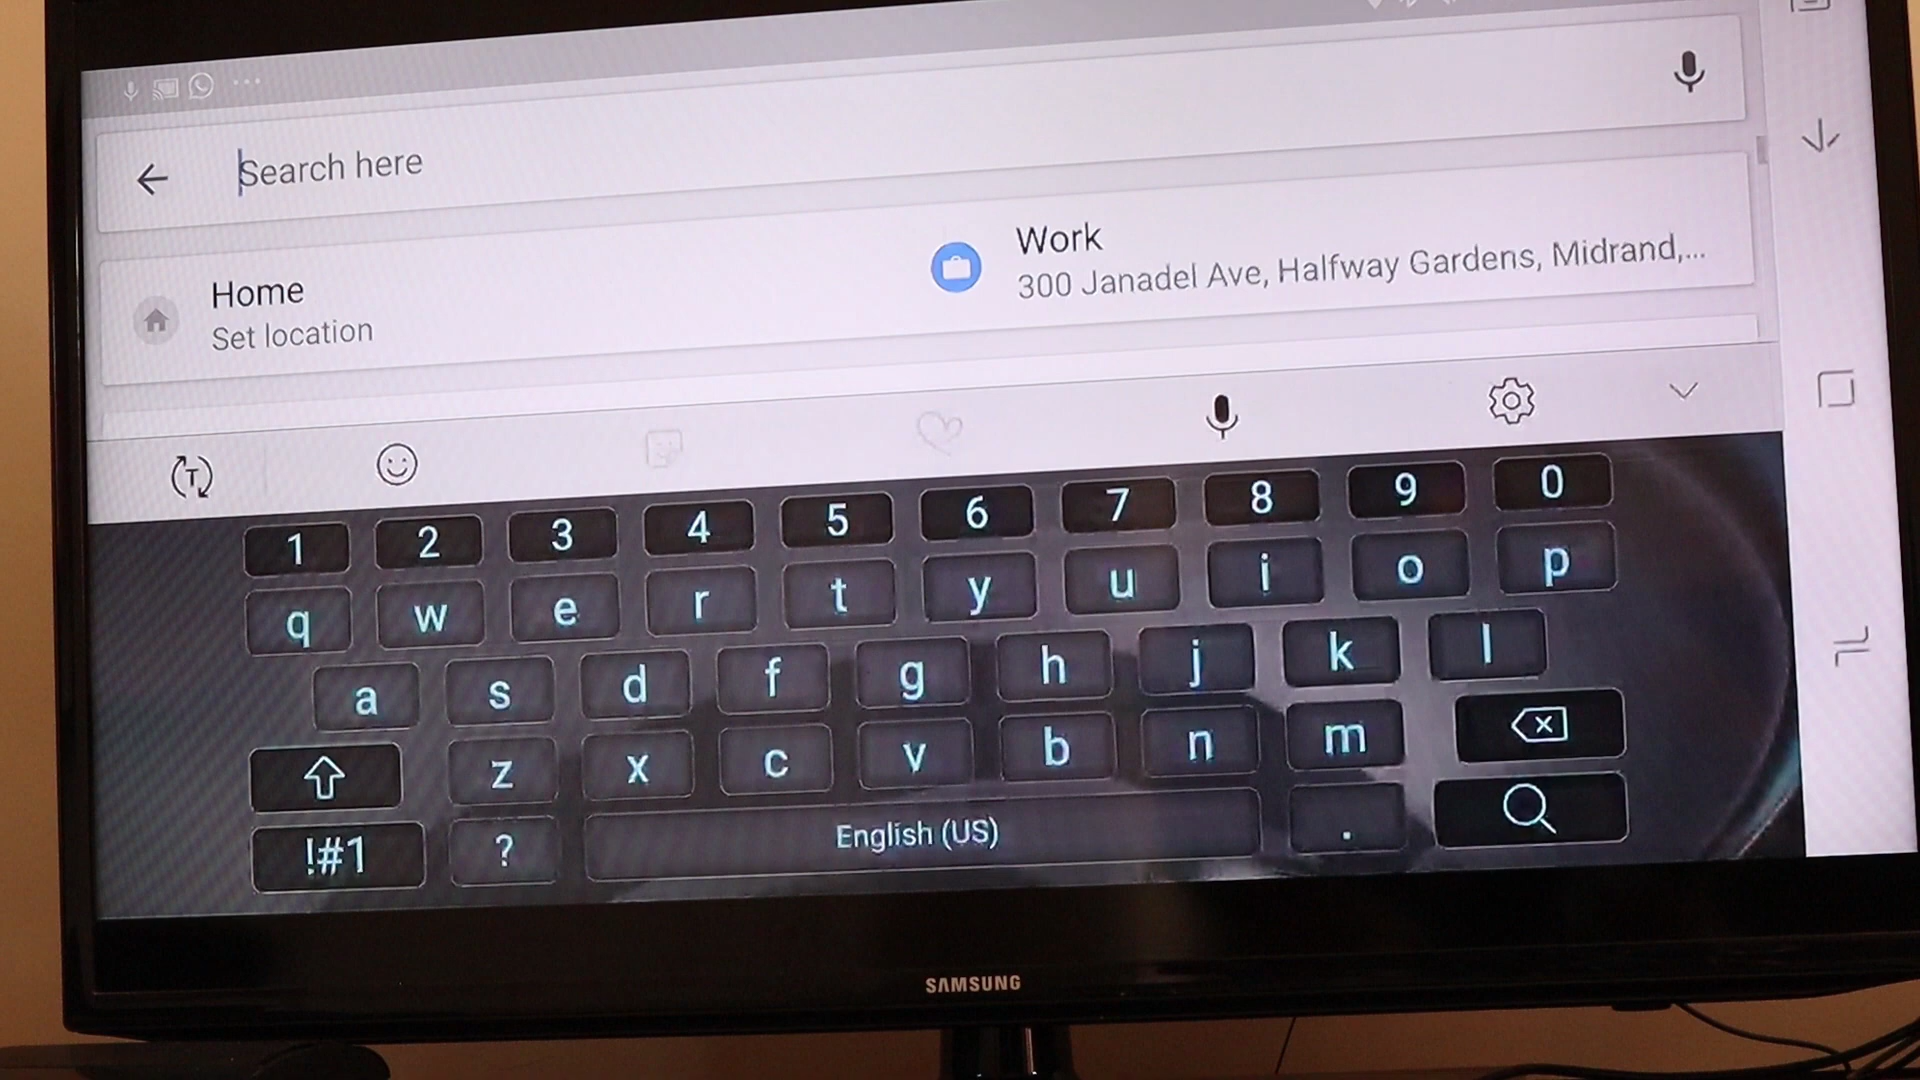 Search here
Home
Set location
Work
300 Janadel Ave, Halfway Gardens, Midrand,...
T
1 2 3 4 5 6 7 8 9 0
q w e r t y u i o p
a s d f g h j k l
z x c v b n m
!#1 ? English (US) .
SAMSUNG